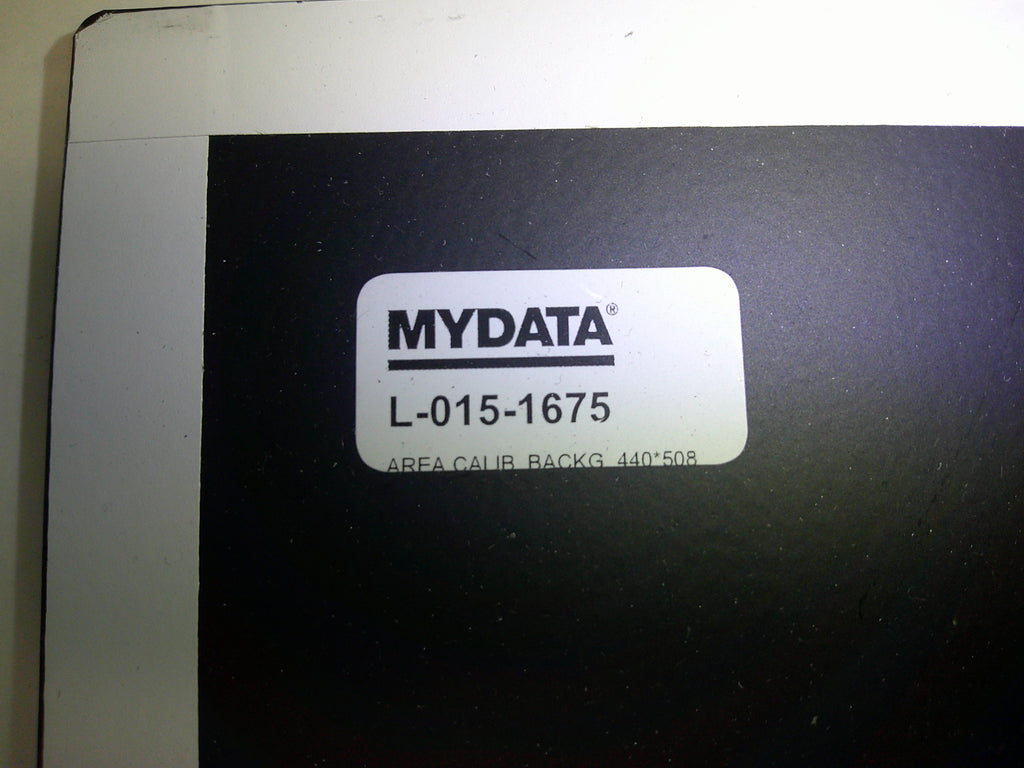 MYDATA®
L-015-1675
AREA CALIB. BACKG. 440*508